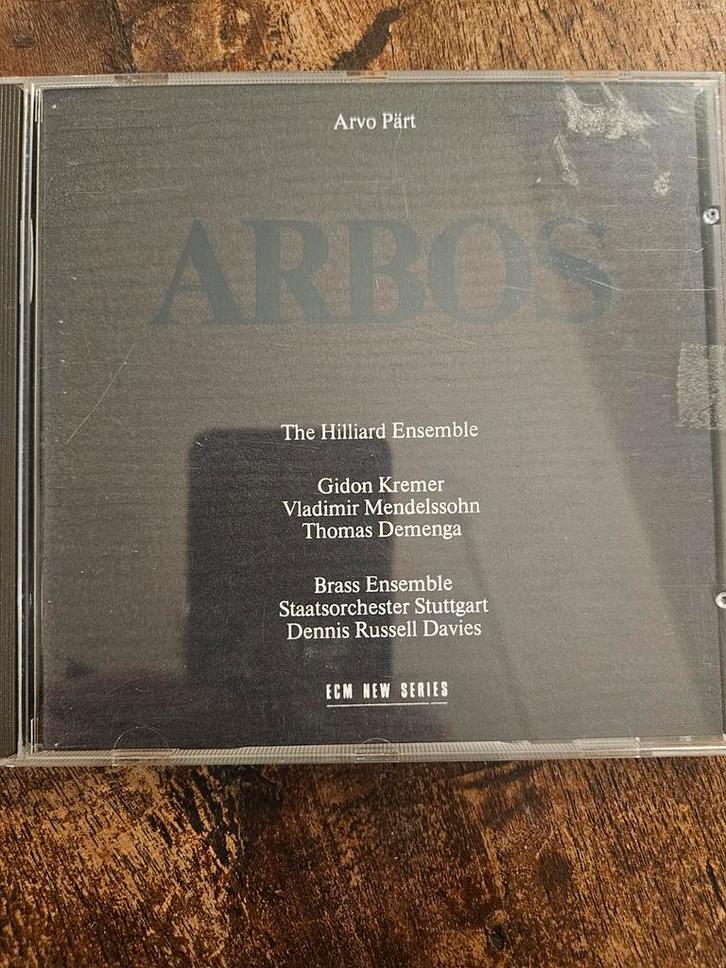 Arvo Pärt
ARBOS
The Hilliard Ensemble
Gidon Kremer
Vladimir Mendelssohn
Thomas Demenga
Brass Ensemble
Staatsorchester Stuttgart
Dennis Russell Davies
ECM NEW SERIES